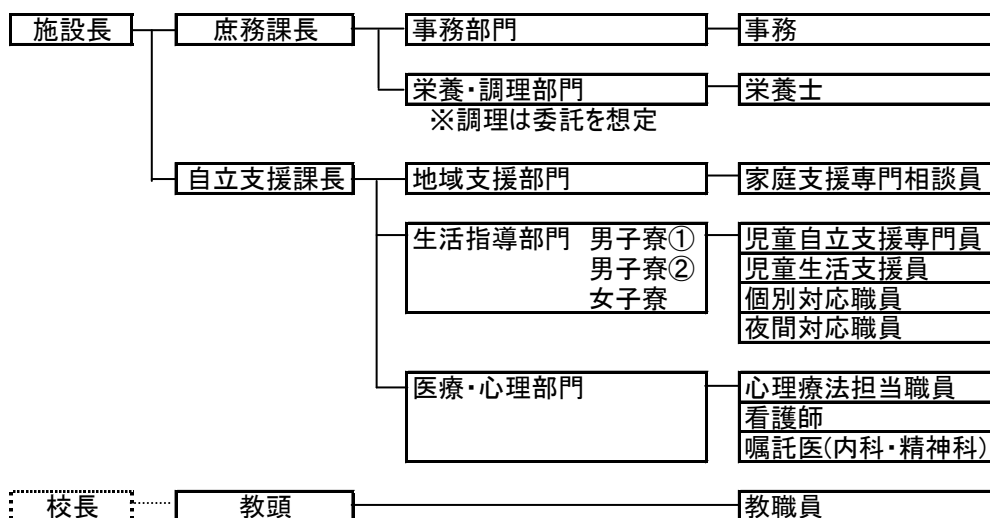 施設長 庶務課長 事務部門 事務
栄養・調理部門 栄養士
※調理は委託を想定
自立支援課長 地域支援部門 家庭支援専門相談員
生活指導部門 男子寮① 児童自立支援専門員
男子寮② 児童生活支援員
女子寮 個別対応職員
夜間対応職員
医療・心理部門 心理療法担当職員
看護師
嘱託医(内科・精神科)
校長 教頭 教職員